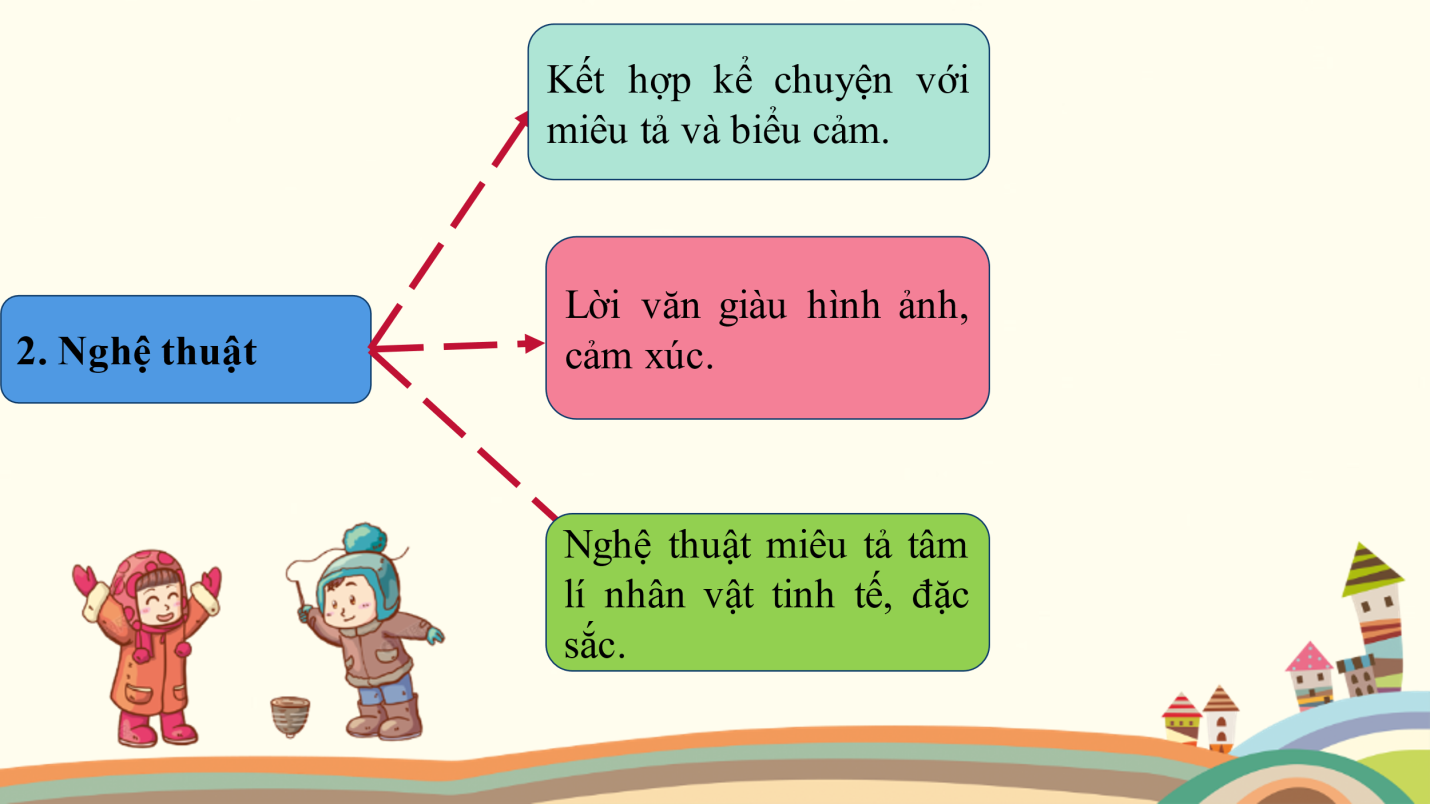 Kết hợp kể chuyện với
miêu tả và biểu cảm.
Lời văn giàu hình ảnh,
cảm xúc.
2. Nghệ thuật
Nghệ thuật miêu tả tâm
lí nhân vật tinh tế, đặc
sắc.